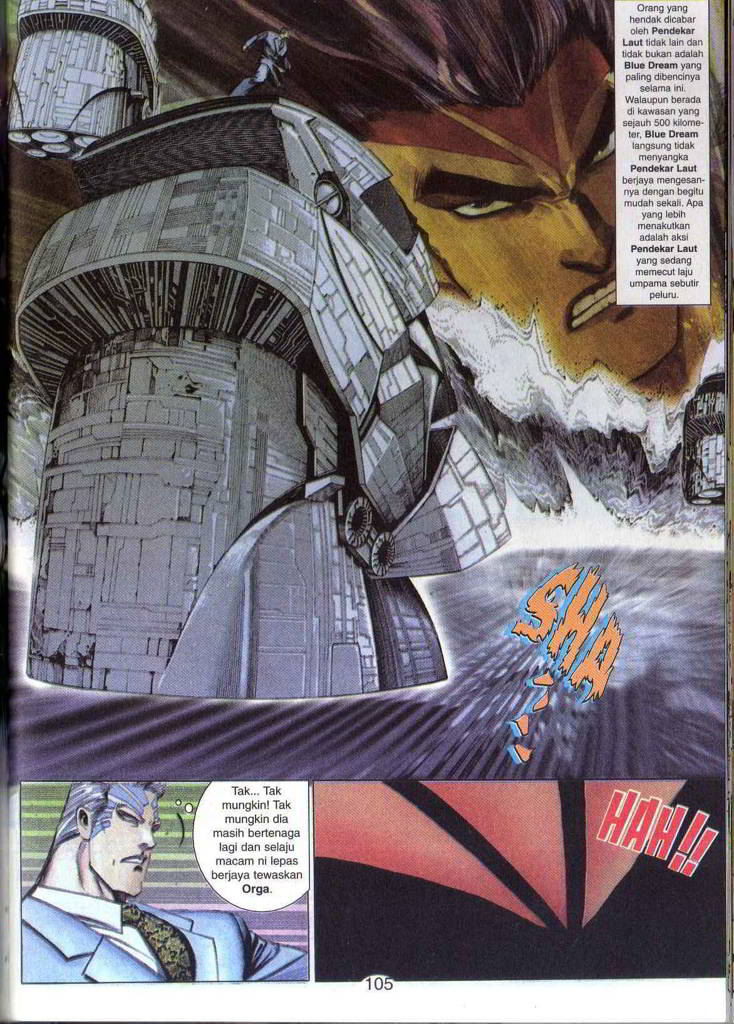 Orang yang
hendak dicabar
oleh Pendekar
Laut tidak lain dan
tidak bukan adalah
Blue Dream yang
paling dibencinya
selama ini.
Walaupun berada
di kawasan yang
sejauh 500 kilome-
ter, Blue Dream
langsung tidak
menyangka
Pendekar Laut
berjaya mengesan-
nya dengan begitu
mudah sekali. Apa
yang lebih
menakutkan
adalah aksi
Pendekar Laut
yang sedang
memecut laju
umpama sebutir
peluru.
SHA...
Tak... Tak
mungkin! Tak
mungkin dia
masih bertenaga
lagi dan selaju
macam ni lepas
berjaya tewaskan
Orga.
HAH!!
105